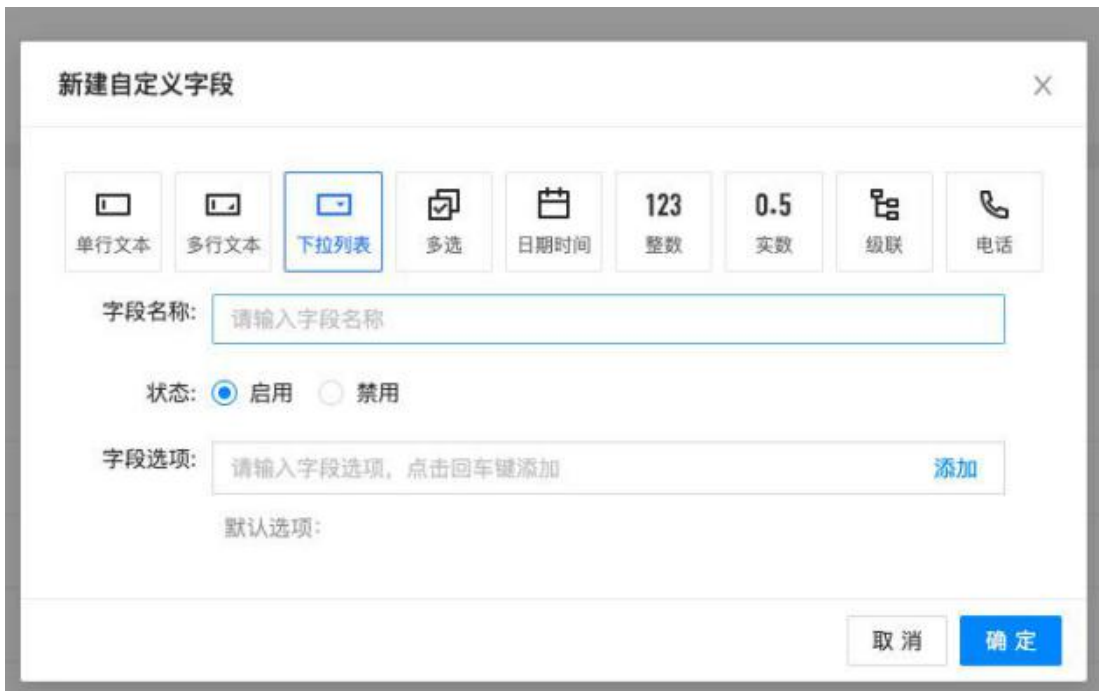 新建自定义字段
单行文本 多行文本 下拉列表 多选 日期时间 123 整数 0.5 实数 级联 电话
字段名称: 请输入字段名称
状态: 启用 禁用
字段选项: 请输入字段选项，点击回车键添加 添加
默认选项:
取 消 确 定